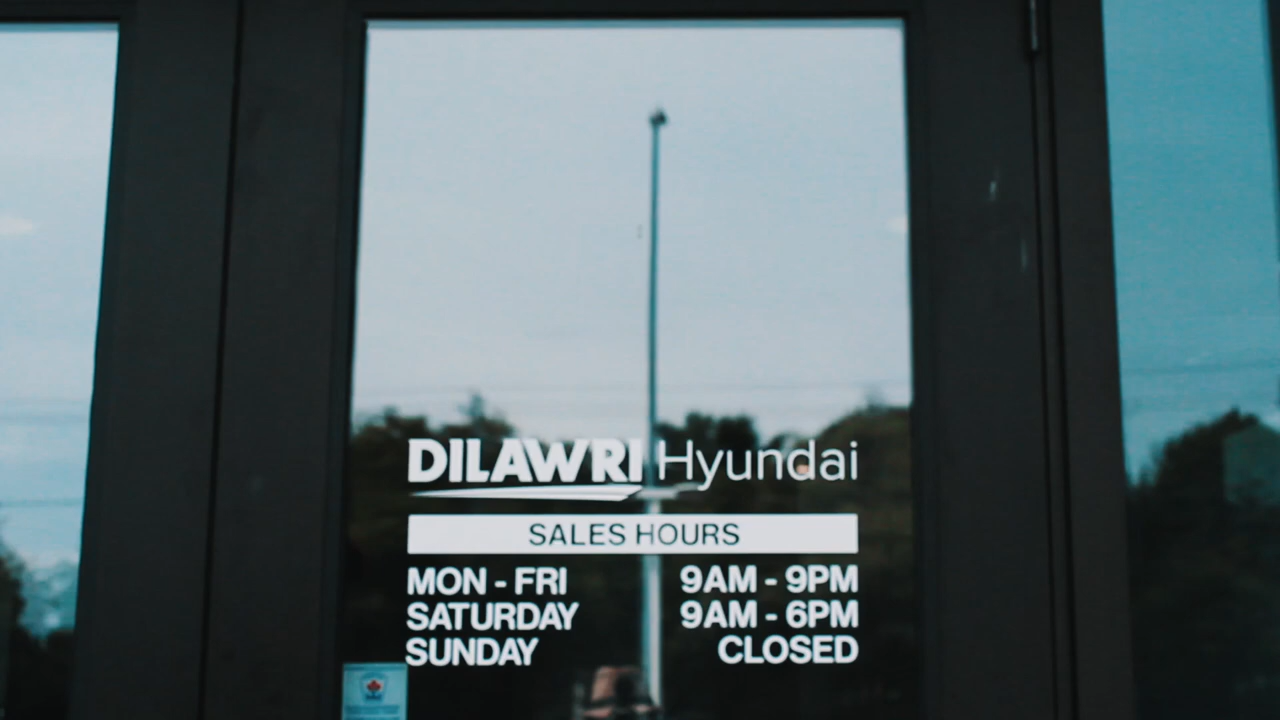 DILAWRI Hyundai
SALES HOURS
MON - FRI 9AM - 9PM
SATURDAY 9AM - 6PM
SUNDAY CLOSED